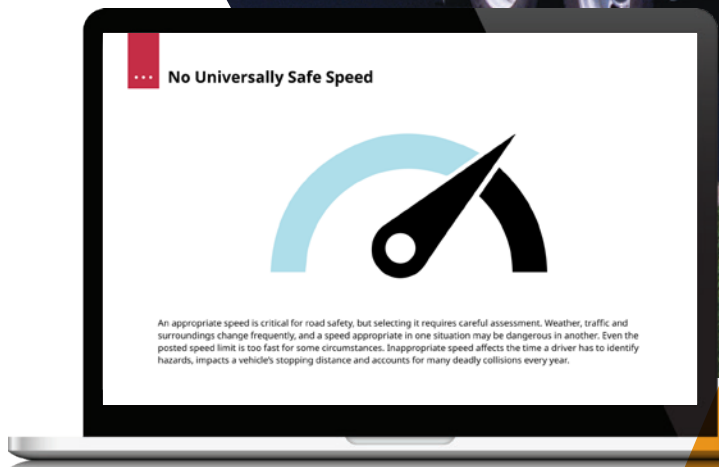 No Universally Safe Speed
An appropriate speed is critical for road safety, but selecting it requires careful assessment. Weather, traffic and
surroundings change frequently, and a speed appropriate in one situation may be dangerous in another. Even the
posted speed limit is too fast for some circumstances. Inappropriate speed affects the time a driver has to identify
hazards, impacts a vehicle's stopping distance and accounts for many deadly collisions every year.